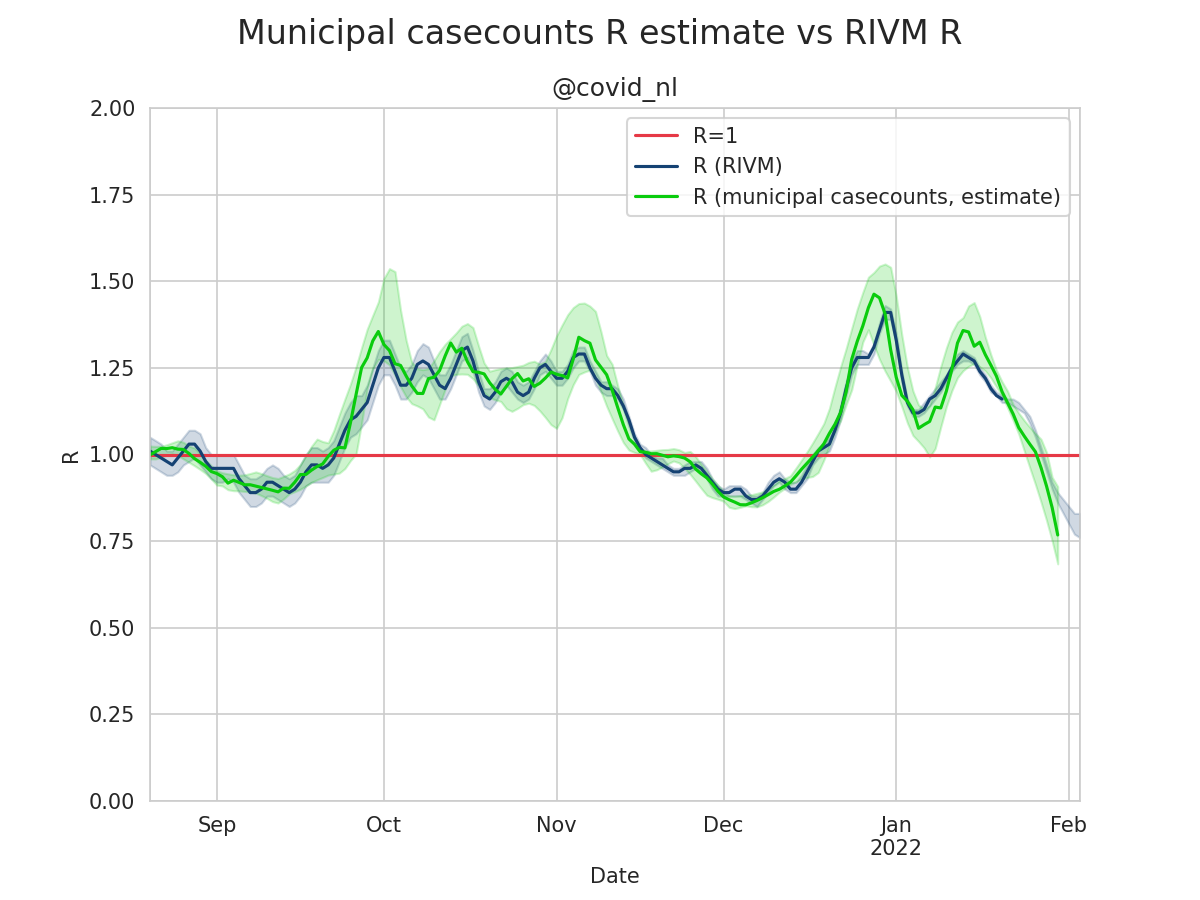 Municipal casecounts R estimate vs RIVM R
@covid_nl
R=1
R (RIVM)
R (municipal casecounts, estimate)
2.00
1.75
1.50
1.25
1.00
0.75
0.50
0.25
0.00
R
Sep
Oct
Nov
Dec
Jan
2022
Feb
Date